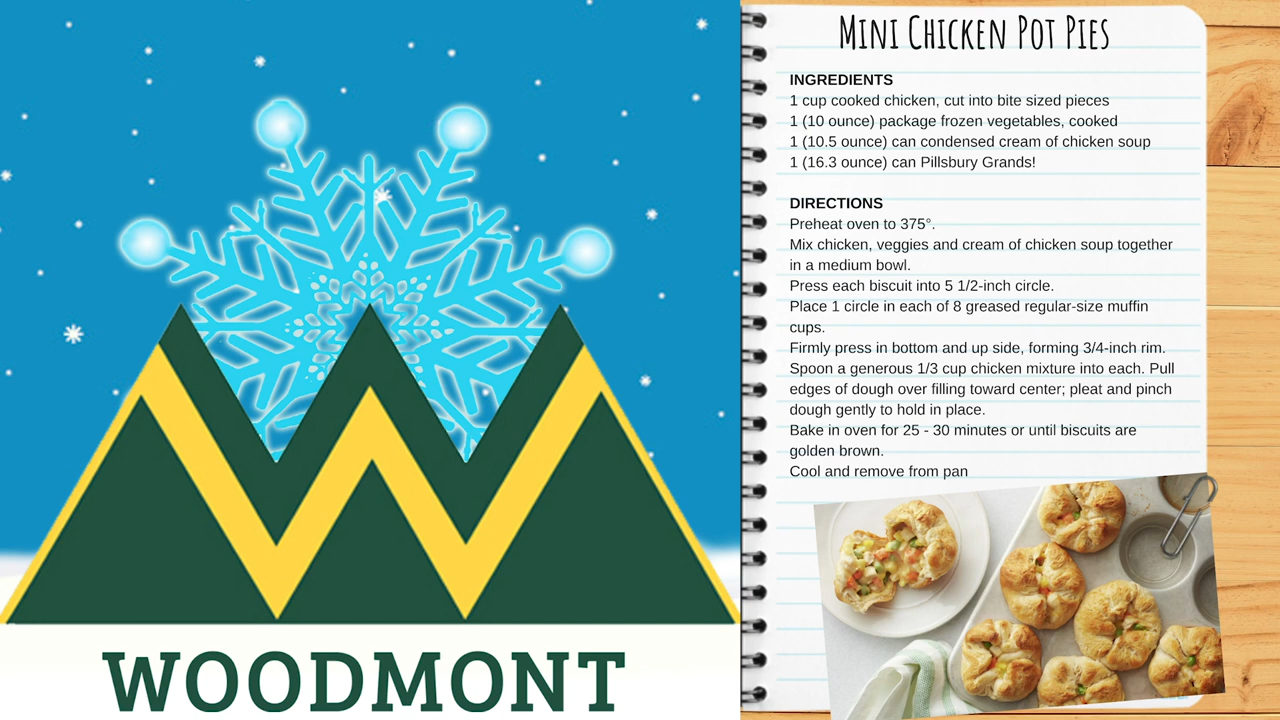 WOODMONT
Mini Chicken Pot Pies
INGREDIENTS
1 cup cooked chicken, cut into bite sized pieces
1 (10 ounce) package frozen vegetables, cooked
1 (10.5 ounce) can condensed cream of chicken soup
1 (16.3 ounce) can Pillsbury Grands!
DIRECTIONS
Preheat oven to 375°.
Mix chicken, veggies and cream of chicken soup together
in a medium bowl.
Press each biscuit into 5 1/2-inch circle.
Place 1 circle in each of 8 greased regular-size muffin
cups.
Firmly press in bottom and up side, forming 3/4-inch rim.
Spoon a generous 1/3 cup chicken mixture into each. Pull
edges of dough over filling toward center; pleat and pinch
dough gently to hold in place.
Bake in oven for 25 - 30 minutes or until biscuits are
golden brown.
Cool and remove from pan